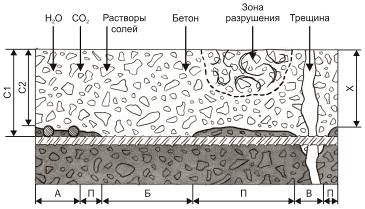 H₂O CO₂ Растворы солей Бетон Зона разрушения Трещина
C1
C2
X
А П Б П В П